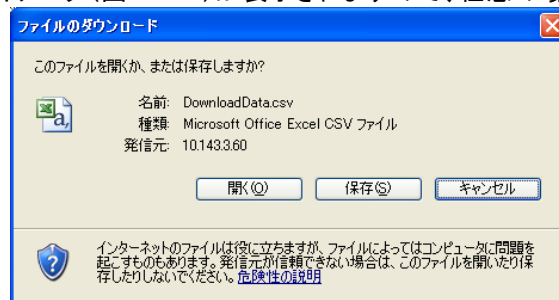 ファイルのダウンロード
このファイルを開くか、または保存しますか?
名前: DownloadData.csv
種類: Microsoft Office Excel CSV ファイル
発信元: 10.143.3.60
開く(O)
保存(S)
キャンセル
インターネットのファイルは役に立ちますが、ファイルによってはコンピュータに問題を
起こすものもあります。発信元が信頼できない場合は、このファイルを開いたり保
存したりしないでください。危険性の説明